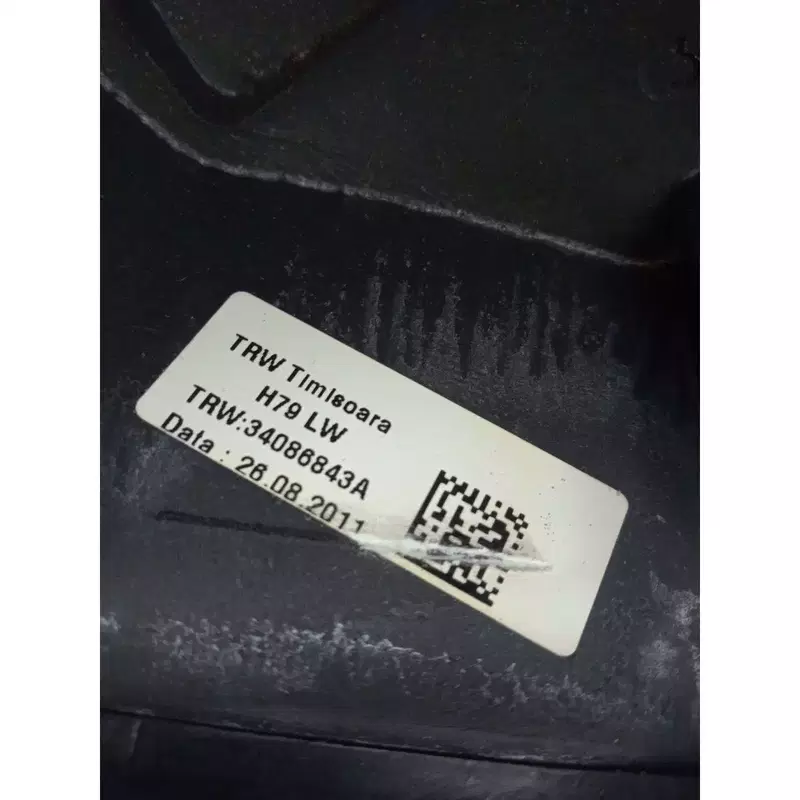 TRW Timisoara
H79 LW
TRW:34086843A
Data : 26.08.2011